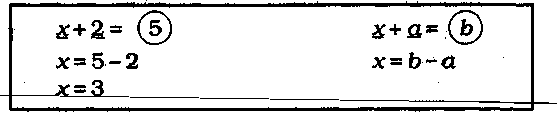 x+2= 5
x=5-2
x=3
x+a= b
x=b-a